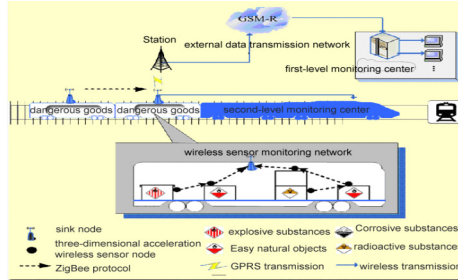 GSM-R
Station
external data transmission network
first-level monitoring center
dangerous goods
dangerous goods
second-level monitoring center
wireless sensor monitoring network
sink node
three-dimensional acceleration
wireless sensor node
ZigBee protocol
explosive substances
Easy natural objects
GPRS transmission
Corrosive substances
radioactive substance
wireless transmission